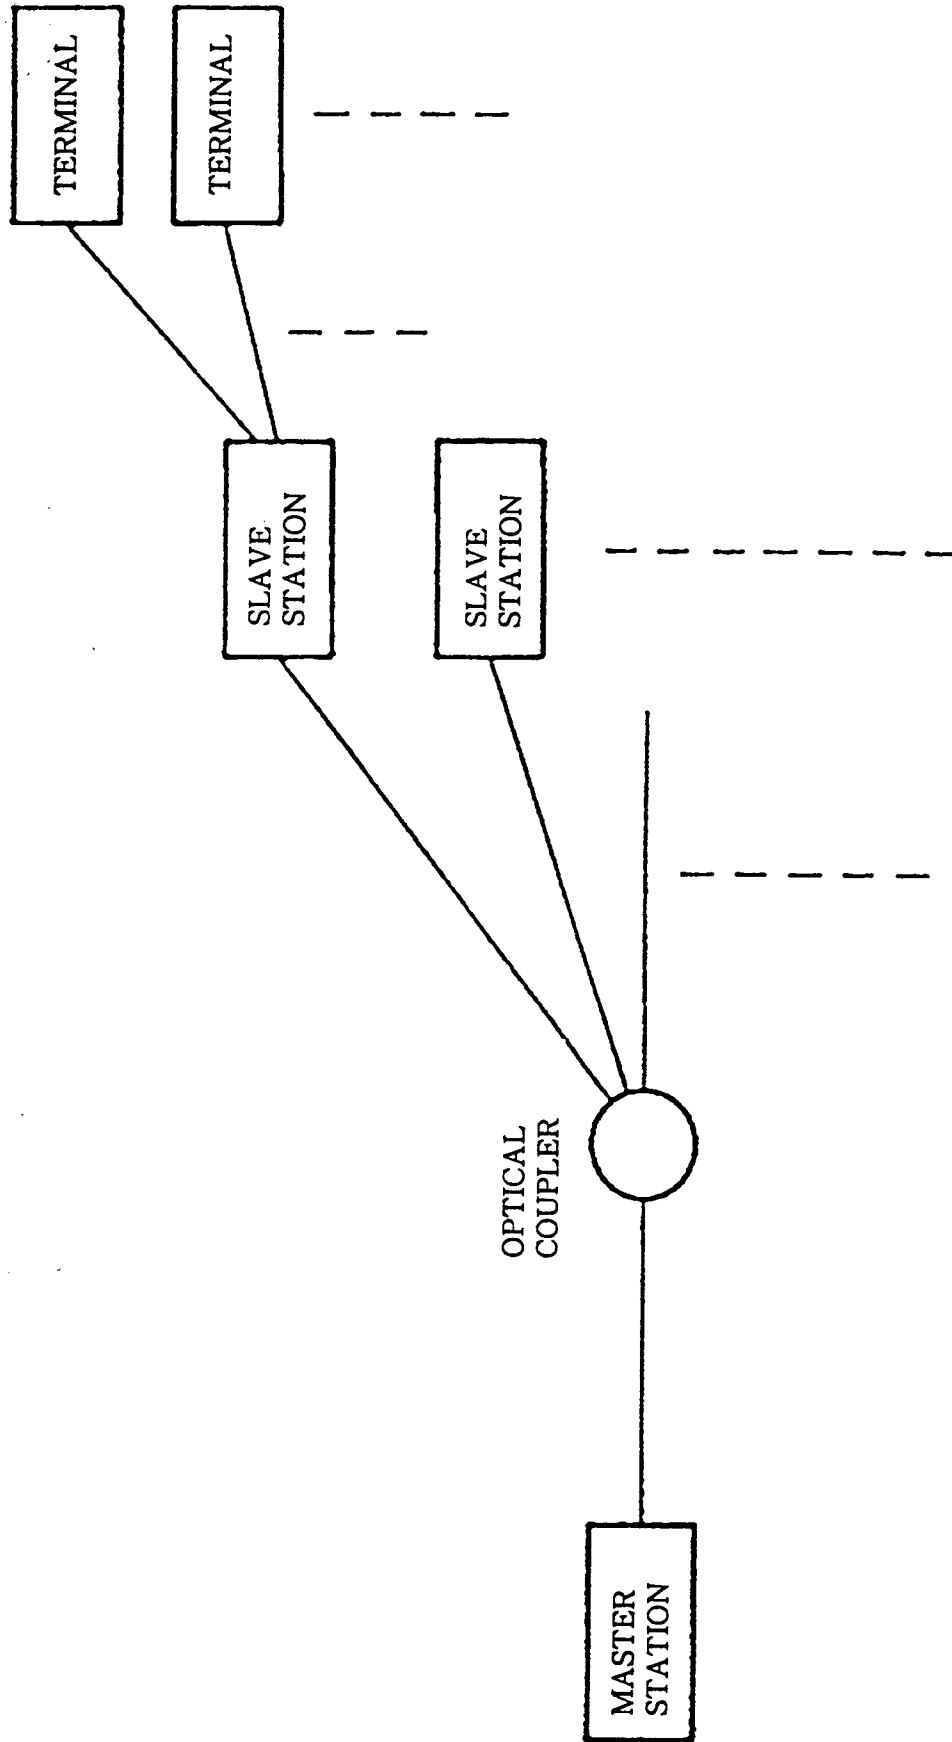 TERMINAL
TERMINAL
SLAVE
STATION
SLAVE
STATION
OPTICAL
COUPLER
MASTER
STATION